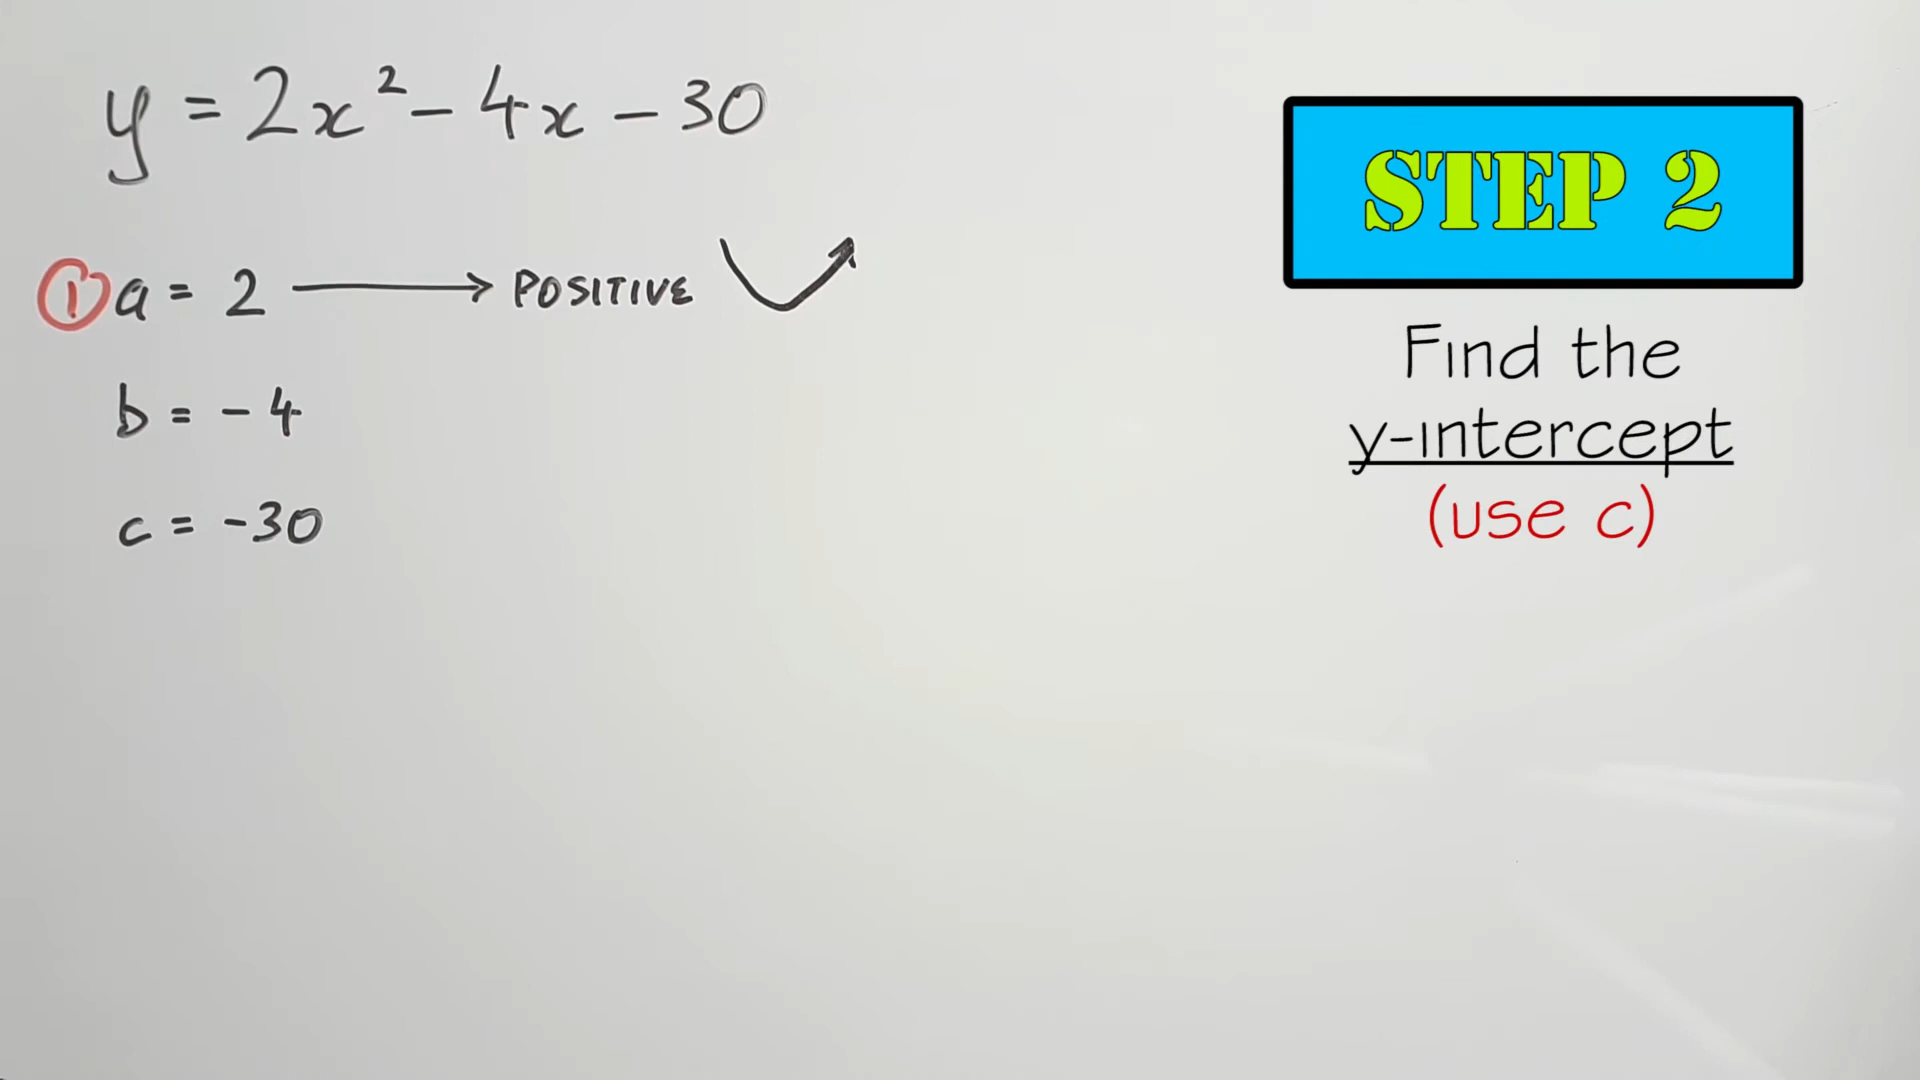 y = 2x² - 4x - 30
① a = 2 → POSITIVE
b = -4
c = -30
STEP 2
Find the
y-intercept
(use c)